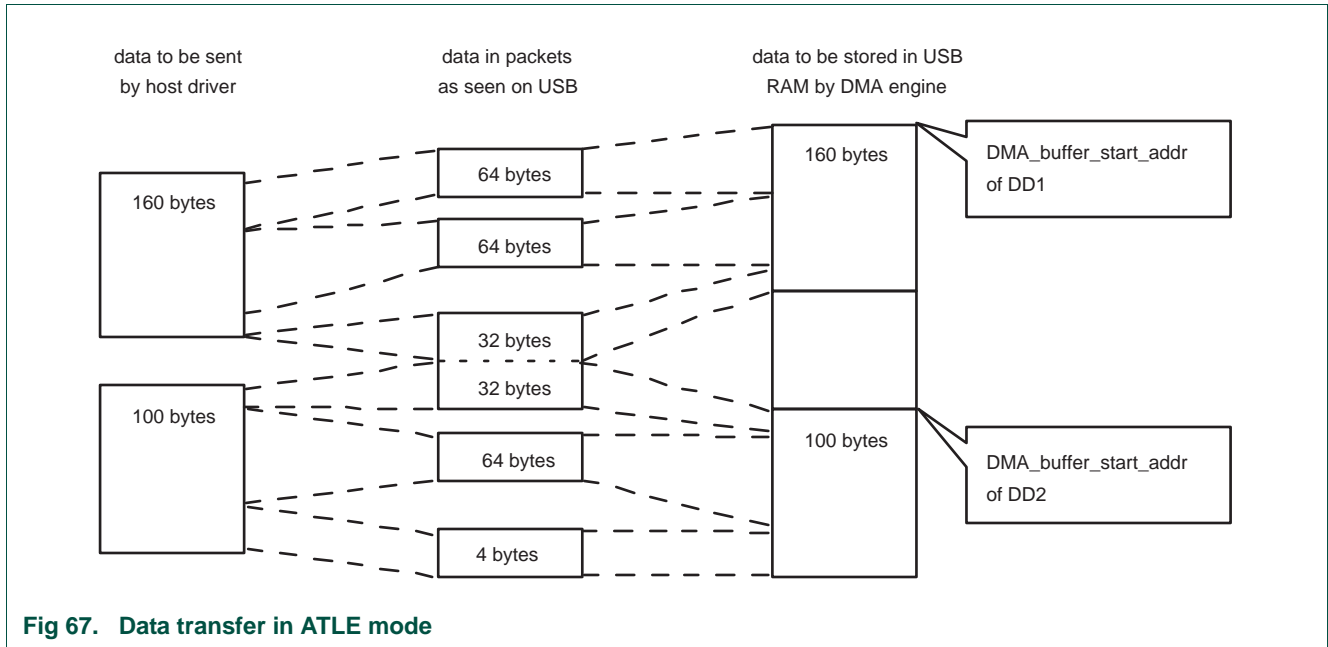 data to be sent
by host driver
data in packets
as seen on USB
data to be stored in USB
RAM by DMA engine
160 bytes
100 bytes
64 bytes
64 bytes
32 bytes
32 bytes
64 bytes
4 bytes
160 bytes
100 bytes
DMA_buffer_start_addr
of DD1
DMA_buffer_start_addr
of DD2
Fig 67. Data transfer in ATLE mode